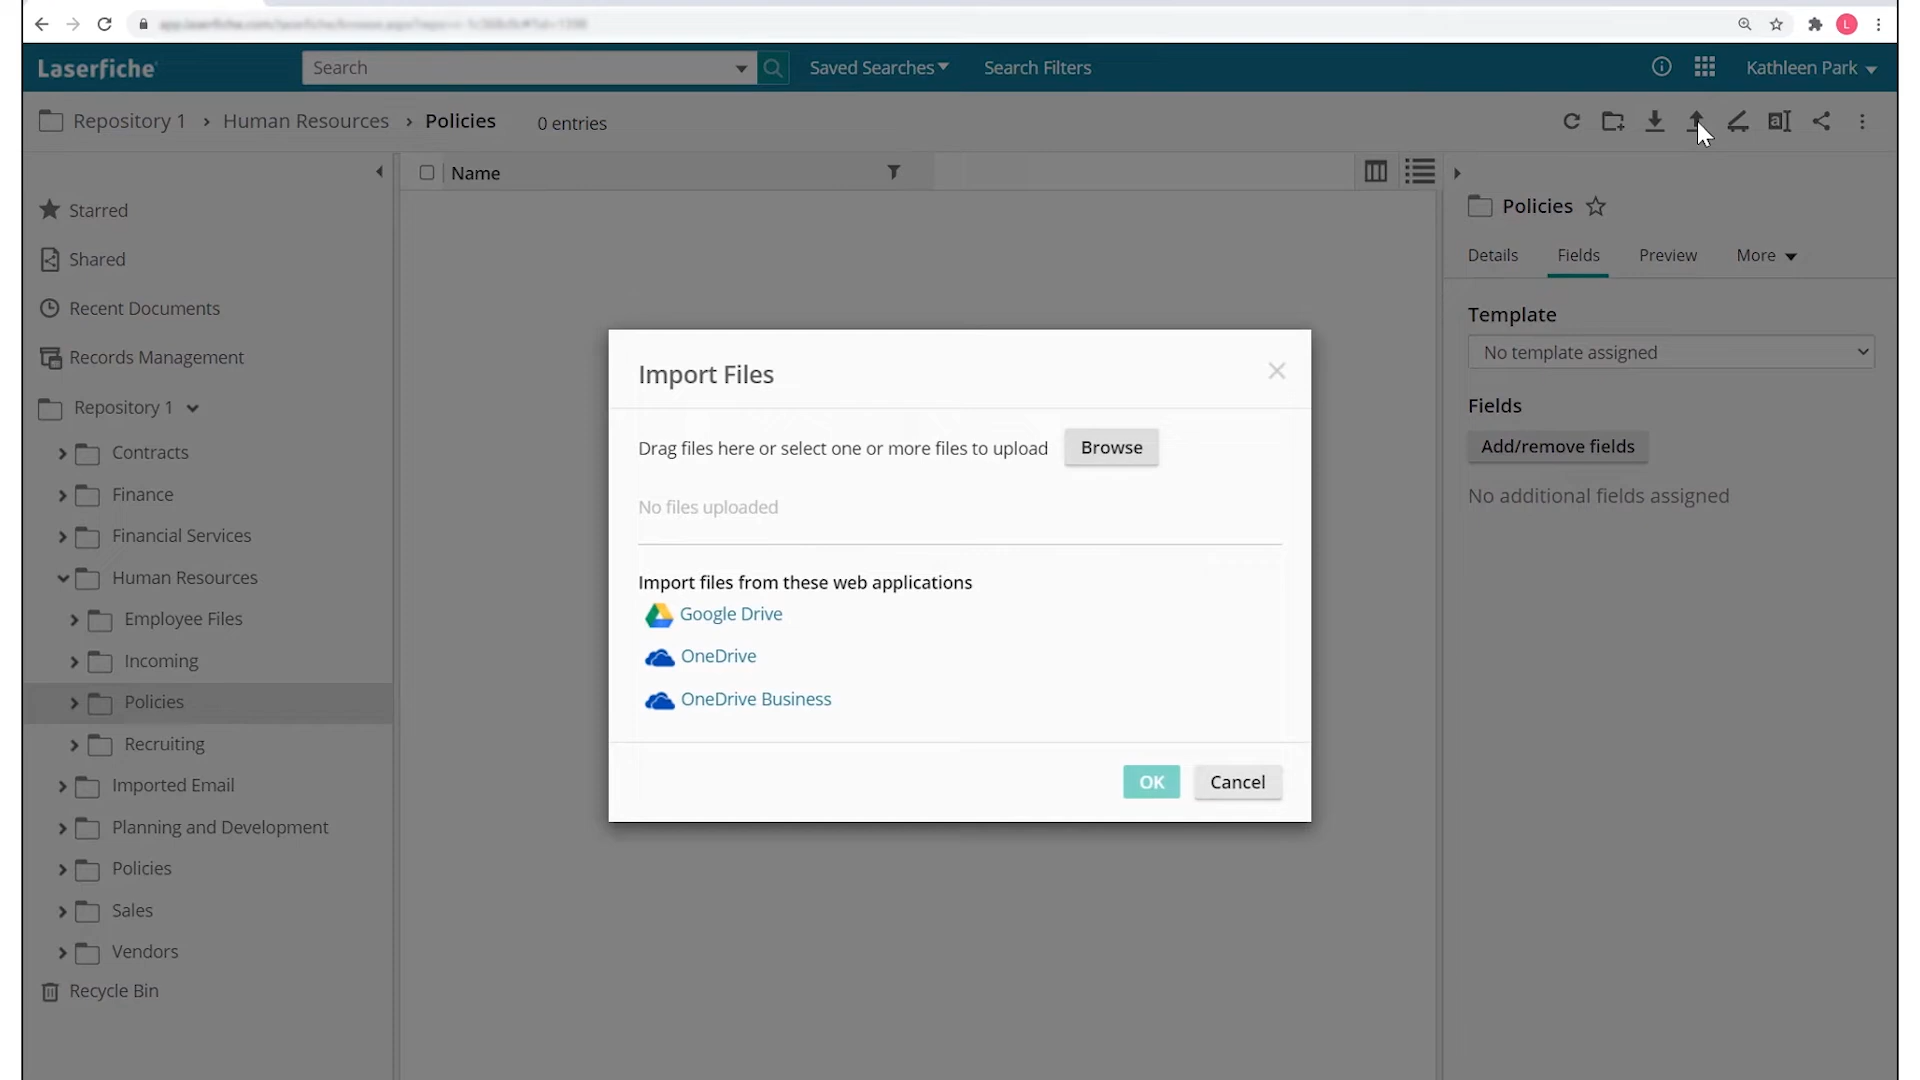 Laserfiche
Search
Saved Searches
Search Filters
Kathleen Park
L
Repository 1 > Human Resources > Policies
0 entries
Starred
Shared
Recent Documents
Records Management
Repository 1
Contracts
Finance
Financial Services
Human Resources
Employee Files
Incoming
Policies
Recruiting
Imported Email
Planning and Development
Policies
Sales
Vendors
Recycle Bin
Name
Import Files
Drag files here or select one or more files to upload
Browse
No files uploaded
Import files from these web applications
Google Drive
OneDrive
OneDrive Business
OK
Cancel
Policies
Details
Fields
Preview
More
Template
No template assigned
Fields
Add/remove fields
No additional fields assigned